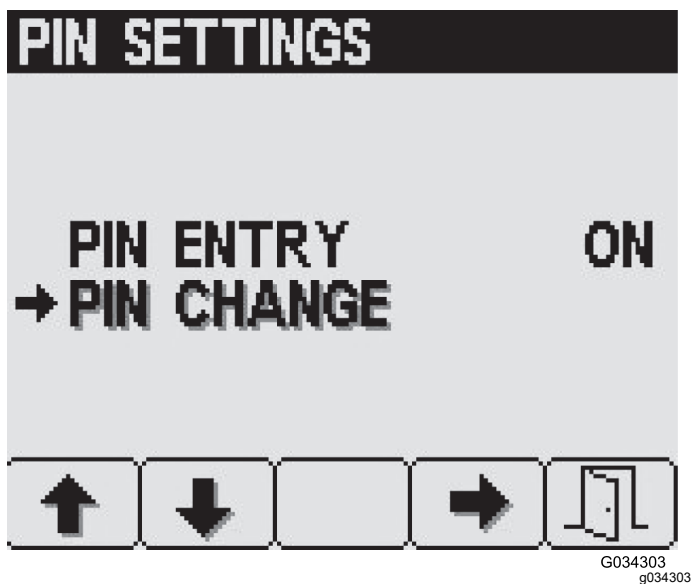 PIN SETTINGS
PIN ENTRY ON
PIN CHANGE
G034303
g034303